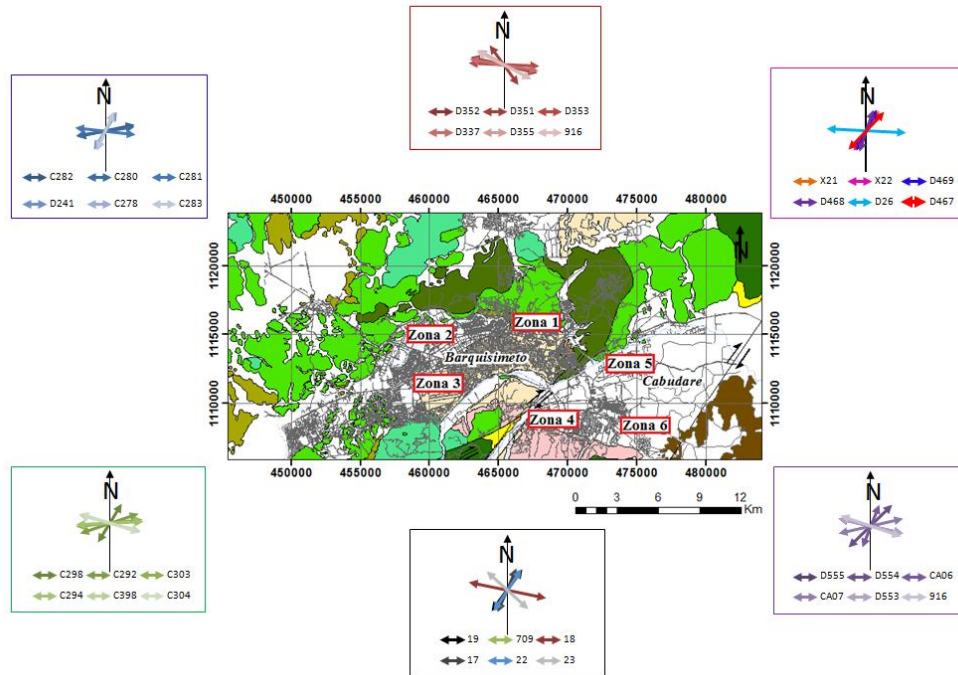 N
D352 D351 D353
D337 D355 916
N
C282 C280 C281
D241 C278 C283
N
X21 X22 D469
D468 D26 D467
450000 455000 460000 465000 470000 475000 480000
1120000 1120000
N
1115000 1115000
1110000 1110000
Zona 1
Zona 2
Barquisimeto
Zona 5
Zona 3
Cabudare
Zona 4
Zona 6
450000 455000 460000 465000 470000 475000 480000
0 3 6 9 12
Km
N
C298 C292 C303
C294 C398 C304
N
19 709 18
17 22 23
N
D555 D554 CA06
CA07 D553 916